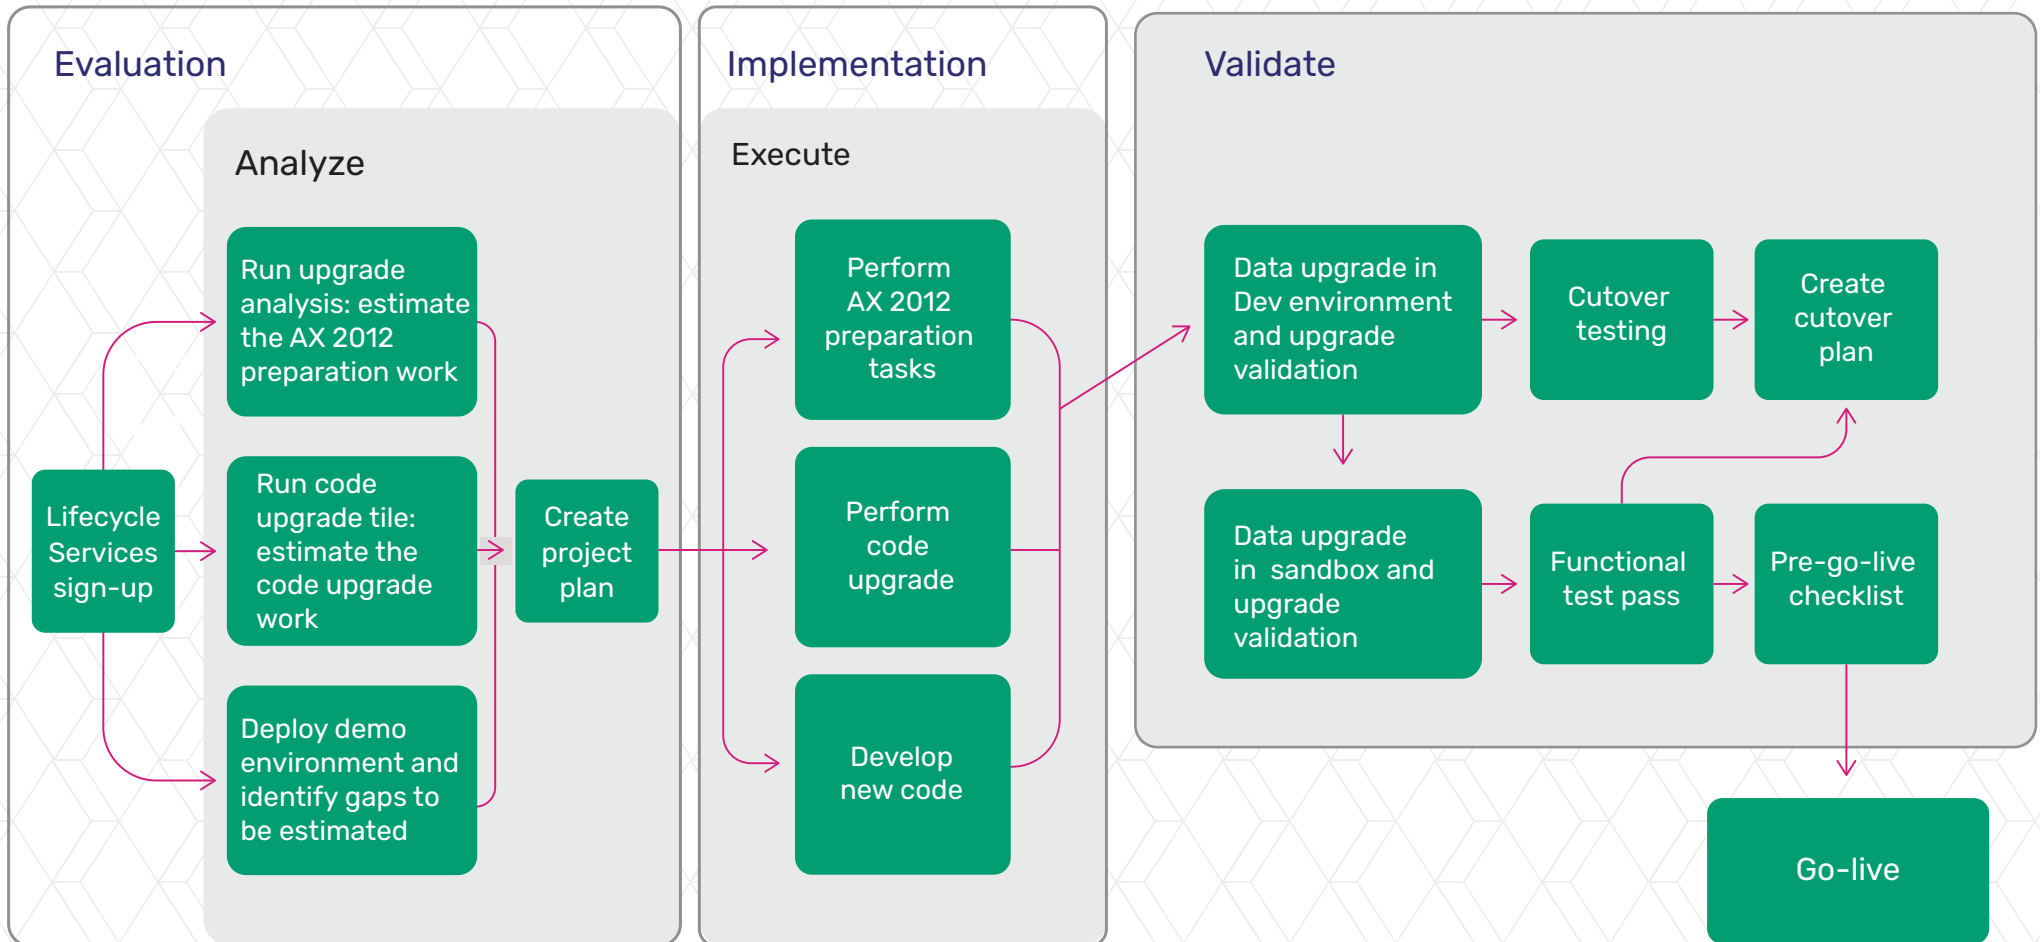 Evaluation
Analyze
Lifecycle
Services
sign-up
Run upgrade
analysis: estimate
the AX 2012
preparation work
Run code
upgrade tile:
estimate the
code upgrade
work
Deploy demo
environment and
identify gaps to
be estimated
Create
project
plan
Implementation
Execute
Perform
AX 2012
preparation
tasks
Perform
code
upgrade
Develop
new code
Validate
Data upgrade in
Dev environment
and upgrade
validation
Cutover
testing
Create
cutover
plan
Data upgrade
in sandbox and
upgrade
validation
Functional
test pass
Pre-go-live
checklist
Go-live